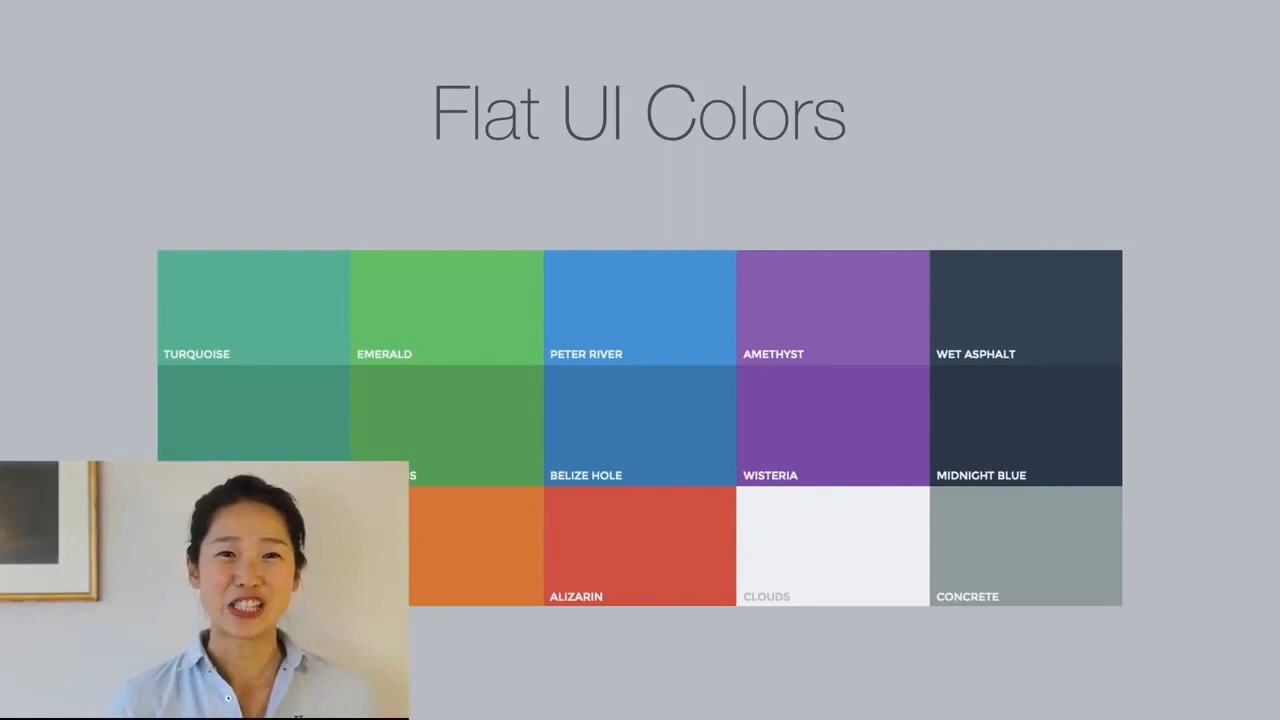 Flat UI Colors
TURQUOISE EMERALD PETER RIVER AMETHYST WET ASPHALT
S BELIZE HOLE WISTERIA MIDNIGHT BLUE
ALIZARIN CLOUDS CONCRETE